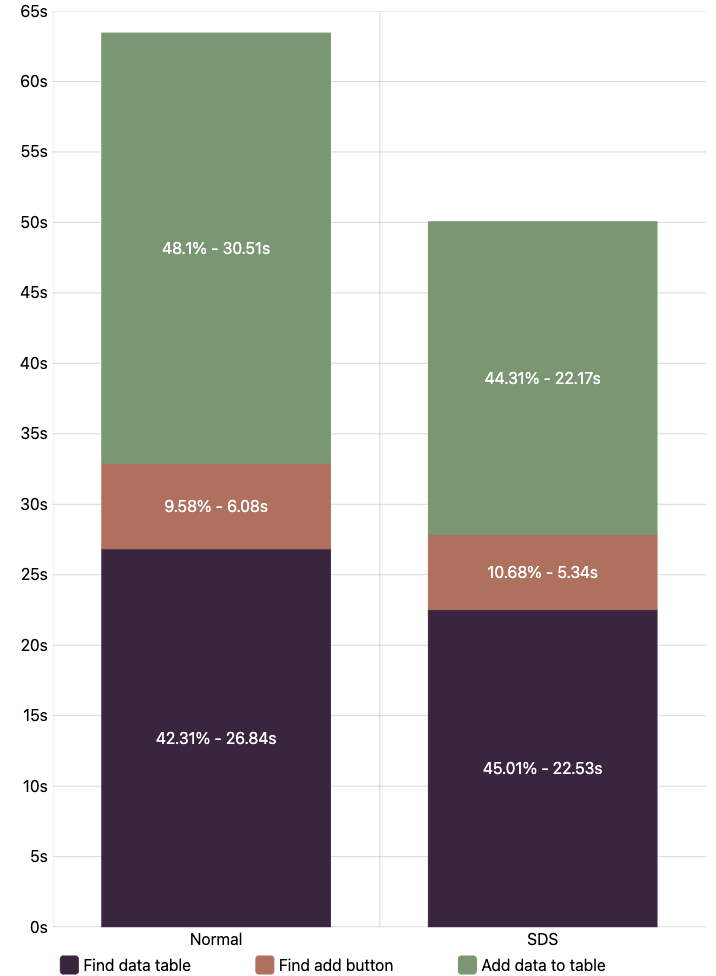 65s
60s
55s
50s
45s
40s
35s
30s
25s
20s
15s
10s
5s
0s
48.1% - 30.51s
9.58% - 6.08s
42.31% - 26.84s
44.31% - 22.17s
10.68% - 5.34s
45.01% - 22.53s
Normal
SDS
Find data table
Find add button
Add data to table